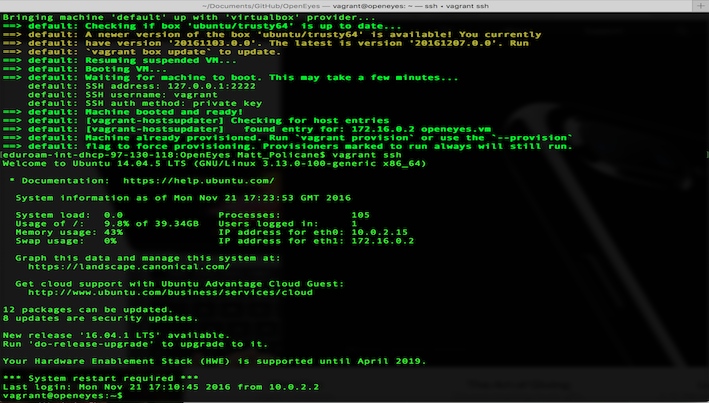 ~/Documents/GitHub/OpenEyes — vagrant@openeyes: ~ — ssh ‹ vagrant ssh
Bringing machine 'default' up with 'virtualbox' provider...
==> default: Checking if box 'ubuntu/trusty64' is up to date...
==> default: A newer version of the box 'ubuntu/trusty64' is available! You currently
==> default: have version '20161103.0.0'. The latest is version '20161207.0.0'. Run
==> default: `vagrant box update` to update.
==> default: Resuming suspended VM...
==> default: Booting VM...
==> default: Waiting for machine to boot. This may take a few minutes...
    default: SSH address: 127.0.0.1:2222
    default: SSH username: vagrant
    default: SSH auth method: private key
==> default: Machine booted and ready!
==> default: [vagrant-hostsupdater] Checking for host entries
==> default: [vagrant-hostsupdater]   found entry for: 172.16.0.2 openeyes.vm
==> default: Machine already provisioned. Run `vagrant provision` or use the `--provision`
==> default: flag to force provisioning. Provisioners marked to run always will still run.
[eduroam-int-dhcp-97-130-118:OpenEyes Matt_Policane$ vagrant ssh
Welcome to Ubuntu 14.04.5 LTS (GNU/Linux 3.13.0-100-generic x86_64)
 * Documentation:  https://help.ubuntu.com/
  System information as of Mon Nov 21 17:23:53 GMT 2016
  System load:  0.0               Processes:           105
  Usage of /:   9.8% of 39.34GB   Users logged in:     1
  Memory usage: 43%               IP address for eth0: 10.0.2.15
  Swap usage:   0%                IP address for eth1: 172.16.0.2
  Graph this data and manage this system at:
    https://landscape.canonical.com/
  Get cloud support with Ubuntu Advantage Cloud Guest:
    http://www.ubuntu.com/business/services/cloud
12 packages can be updated.
8 updates are security updates.
New release '16.04.1 LTS' available.
Run 'do-release-upgrade' to upgrade to it.
Your Hardware Enablement Stack (HWE) is supported until April 2019.
*** System restart required ***
Last login: Mon Nov 21 17:10:45 2016 from 10.0.2.2
vagrant@openeyes:~$